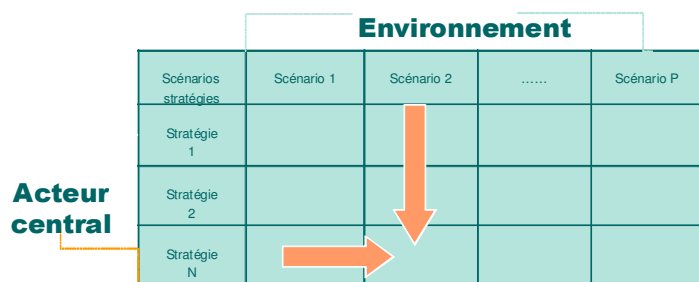 Environnement
Scénarios
stratégies
Scénario 1
Scénario 2
......
Scénario P
Stratégie
1
Acteur
central
Stratégie
2
Stratégie
N